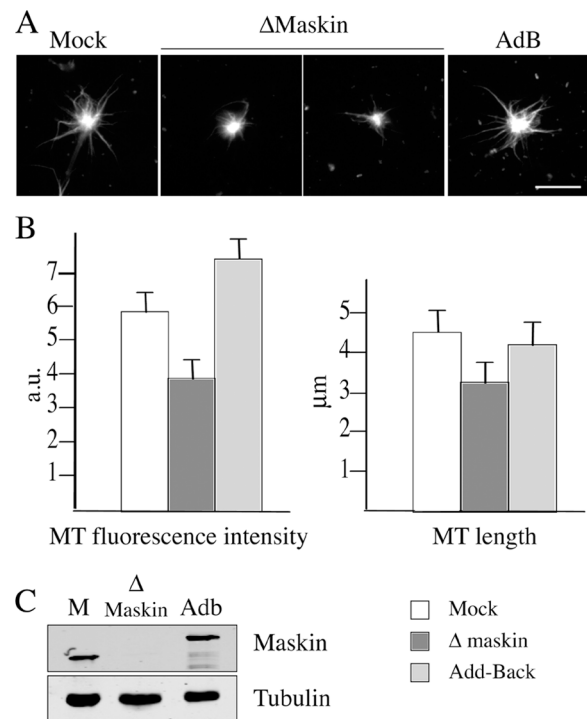 A
Mock
ΔMaskin
AdB
B
7
6
5
4
3
2
1
a.u.
MT fluorescence intensity
5
4
3
2
1
μm
MT length
C
M
Δ
Maskin
Adb
Maskin
Tubulin
Mock
Δ maskin
Add-Back